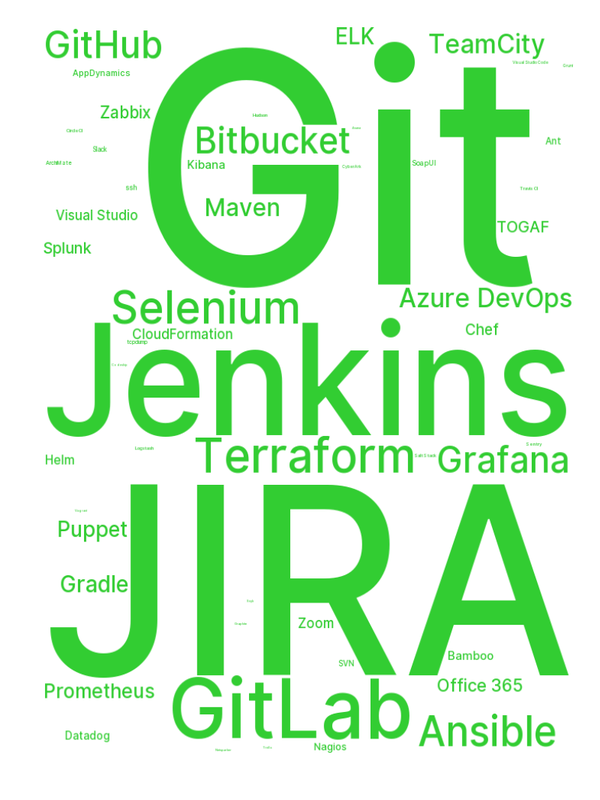 GitHub
ELK
TeamCity
Visual Studio Code
AppDynamics
Git
Zabbix
CircleCI
Bitbucket
Ant
Slack
ArchiMate
Kibana
SoapUI
ssh
Travis CI
Maven
Visual Studio
TOGAF
Splunk
Azure DevOps
Selenium
Chef
CloudFormation
tcpdump
Jenkins
Terraform
Grafana
Helm
Logstash
JIRA
Puppet
Gradle
Zoom
SVN
Bamboo
Prometheus
Office 365
GitLab
Ansible
Datadog
Nagios